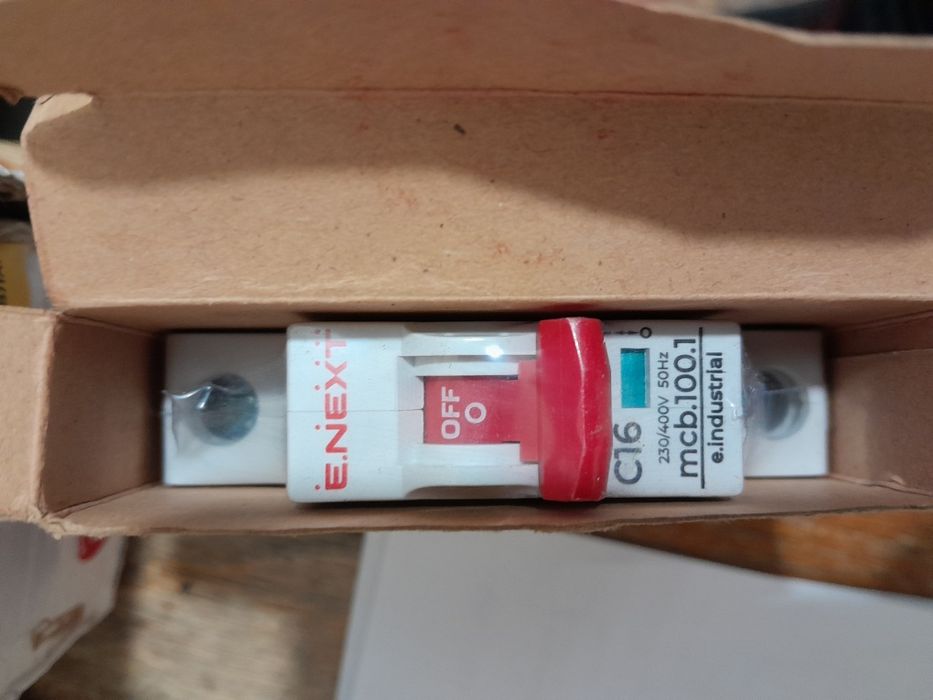 E.NEXT
OFF
C16
230/400V 50Hz
mcb.100.1
e.industrial